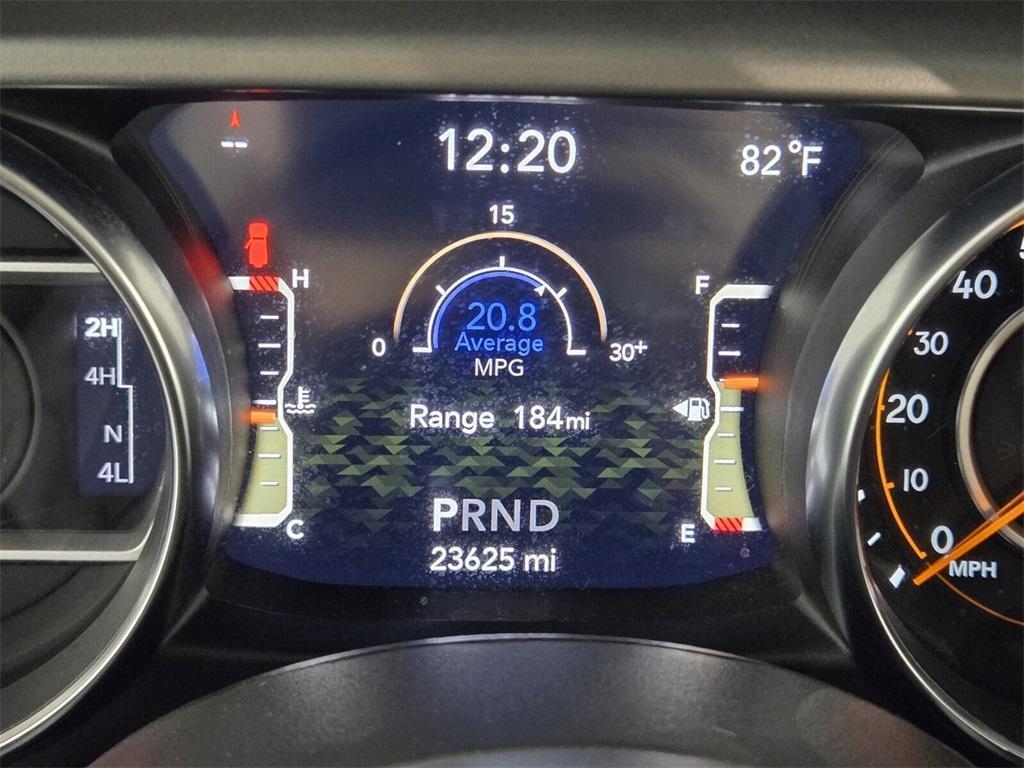 --
12:20
82°F
15
H
F
20.8
Average
MPG
0
30+
Range 184mi
C
E
PRND
23625 mi
2H
4H
N
4L
40
30
20
10
0
MPH